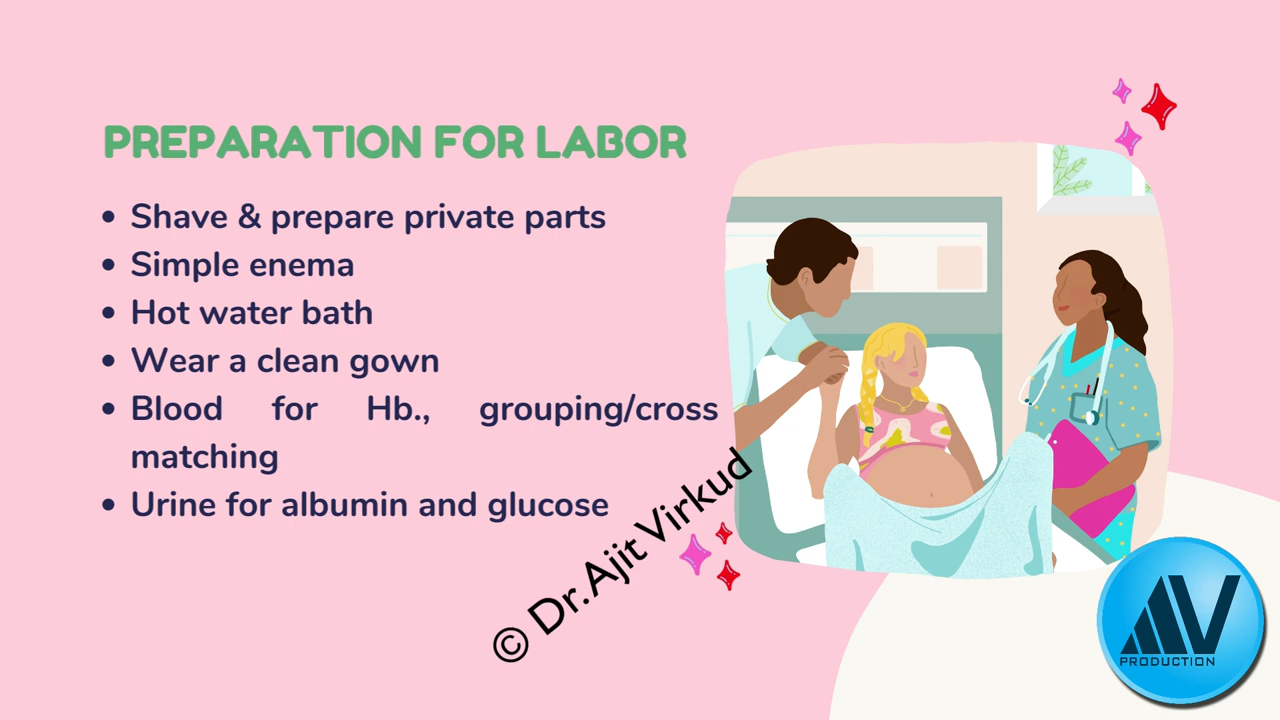 PREPARATION FOR LABOR
• Shave & prepare private parts
• Simple enema
• Hot water bath
• Wear a clean gown
• Blood for Hb., grouping/cross
matching
• Urine for albumin and glucose
© Dr.Ajit Virkud
AV
PRODUCTION